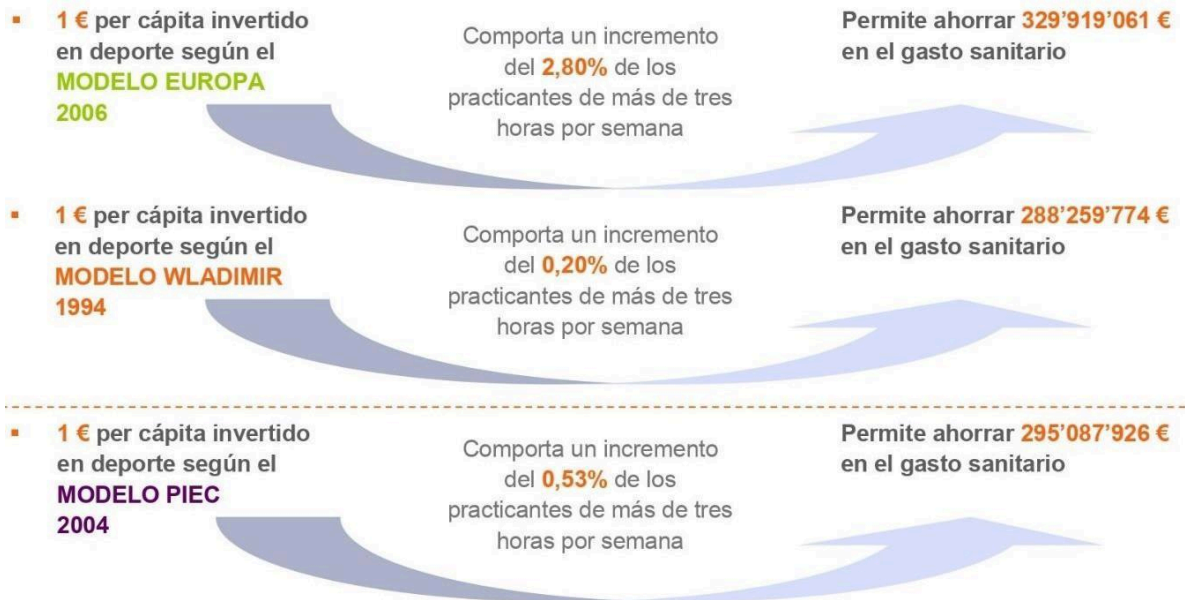 ▪ 1 € per cápita invertido
en deporte según el
MODELO EUROPA
2006
Comporta un incremento
del 2,80% de los
practicantes de más de tres
horas por semana
Permite ahorrar 329’919’061 €
en el gasto sanitario
▪ 1 € per cápita invertido
en deporte según el
MODELO WLADIMIR
1994
Comporta un incremento
del 0,20% de los
practicantes de más de tres
horas por semana
Permite ahorrar 288’259’774 €
en el gasto sanitario
▪ 1 € per cápita invertido
en deporte según el
MODELO PIEC
2004
Comporta un incremento
del 0,53% de los
practicantes de más de tres
horas por semana
Permite ahorrar 295’087’926 €
en el gasto sanitario